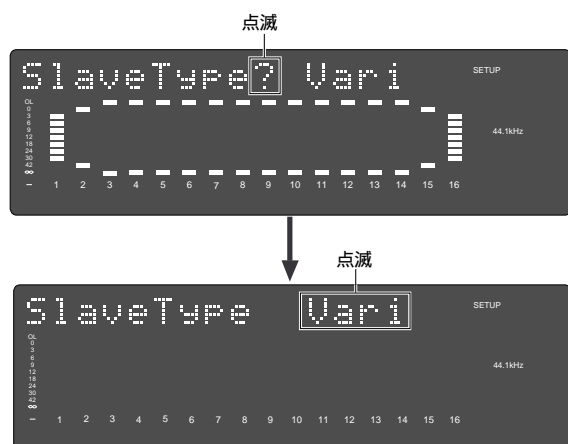 点滅
SlaveType? Vari
SETUP
OL
0
3
6
9
12
18
24
30
42
∞
44.1kHz
– 1 2 3 4 5 6 7 8 9 10 11 12 13 14 15 16
点滅
SlaveType Vari
SETUP
OL
0
3
6
9
12
18
24
30
42
∞
44.1kHz
– 1 2 3 4 5 6 7 8 9 10 11 12 13 14 15 16